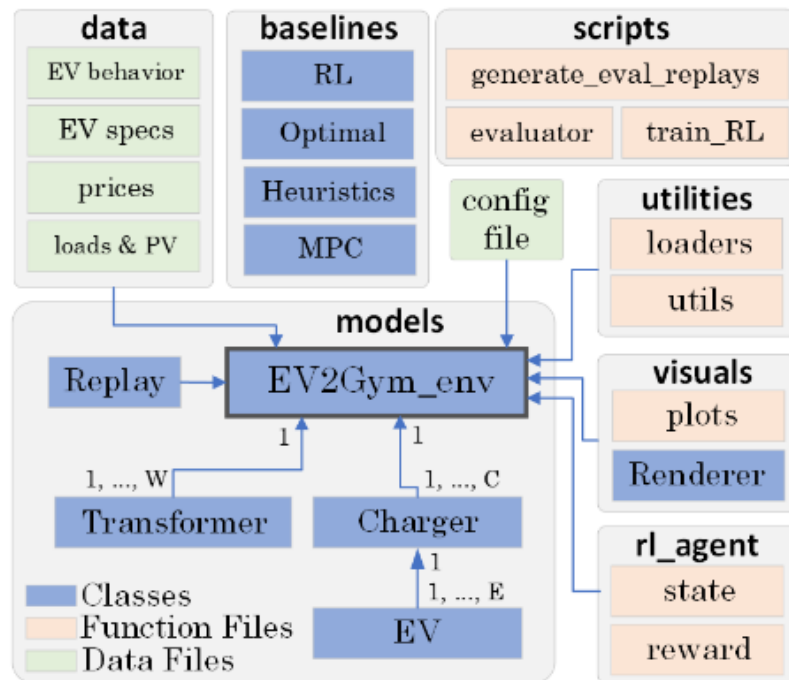 data
EV behavior
EV specs
prices
loads & PV
baselines
RL
Optimal
Heuristics
MPC
scripts
generate_eval_replays
evaluator
train_RL
config
file
utilities
loaders
utils
models
Replay
EV2Gym_env
1
1
1, ..., W
1, ..., C
Transformer
Charger
1
1, ..., E
EV
Classes
Function Files
Data Files
visuals
plots
Renderer
rl_agent
state
reward